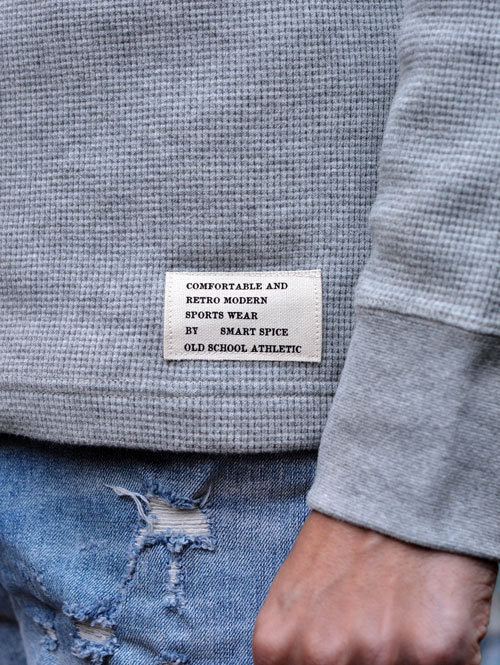 COMFORTABLE AND
RETRO MODERN
SPORTS WEAR
BY SMART SPICE
OLD SCHOOL ATHLETIC